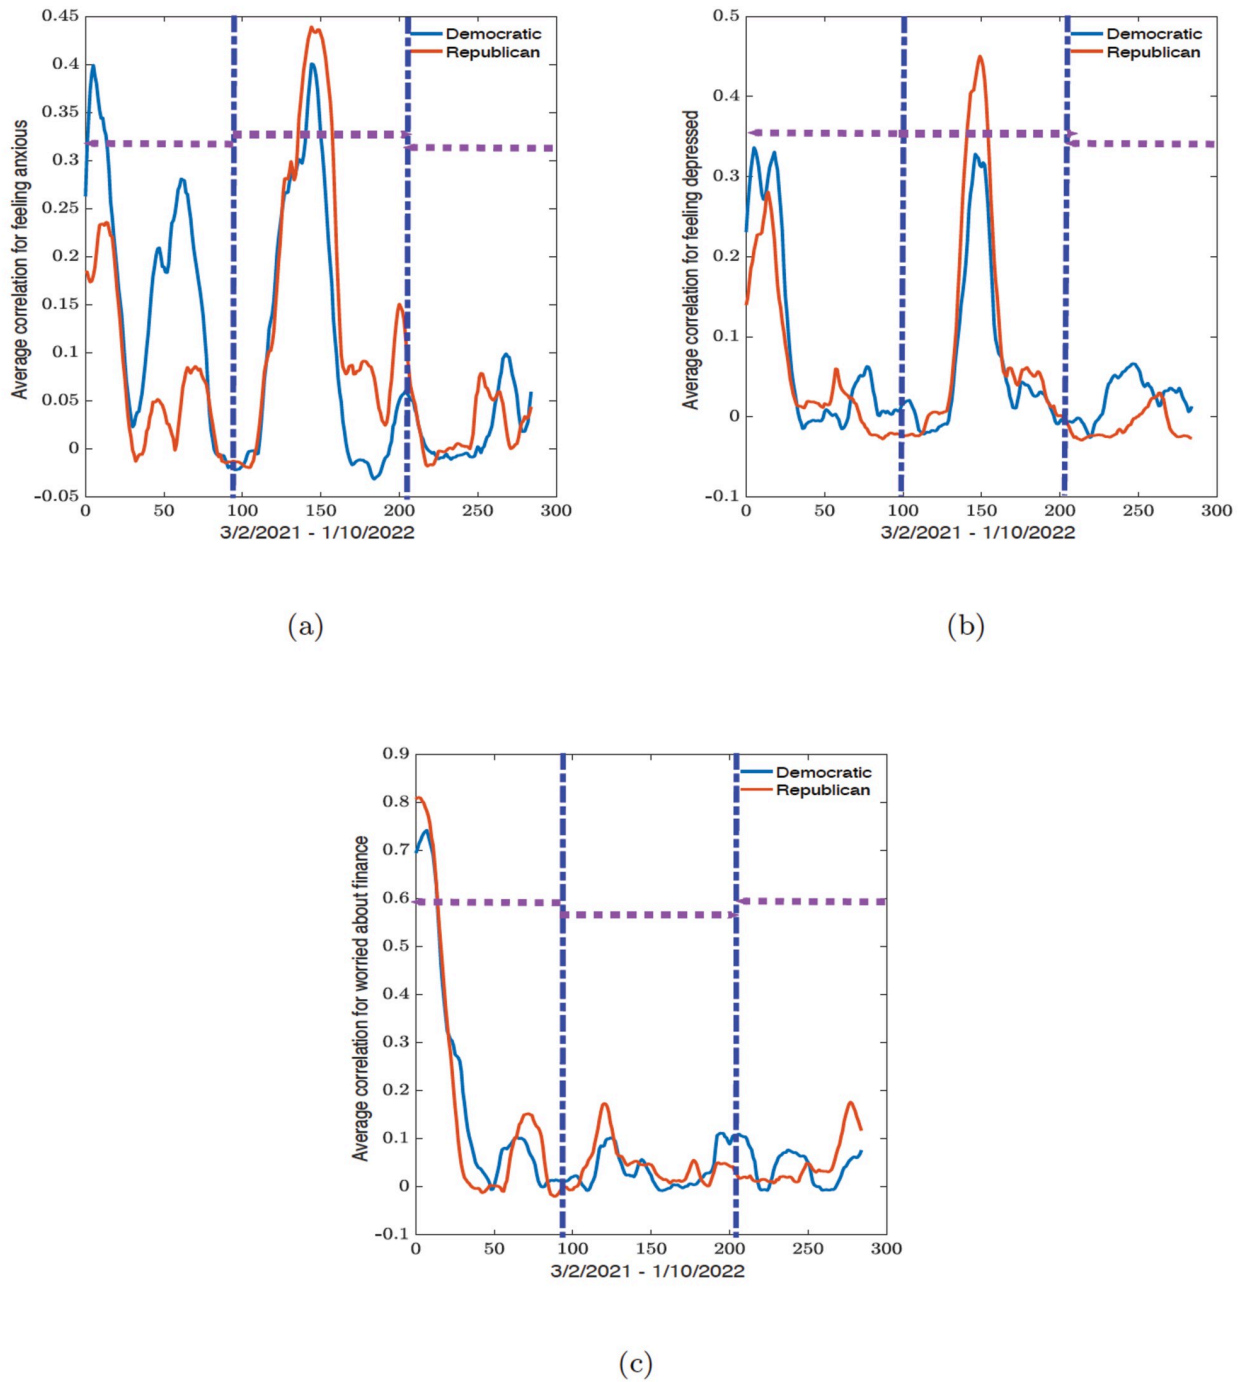 Average correlation for feeling anxious
0.45
0.4
0.35
0.3
0.25
0.2
0.15
0.1
0.05
0
-0.05
0 50 100 150 200 250 300
3/2/2021 - 1/10/2022
Democratic
Republican
(a)
Average correlation for feeling depressed
0.5
0.4
0.3
0.2
0.1
0
-0.1
0 50 100 150 200 250 300
3/2/2021 - 1/10/2022
Democratic
Republican
(b)
Average correlation for worried about finance
0.9
0.8
0.7
0.6
0.5
0.4
0.3
0.2
0.1
0
-0.1
0 50 100 150 200 250 300
3/2/2021 - 1/10/2022
Democratic
Republican
(c)